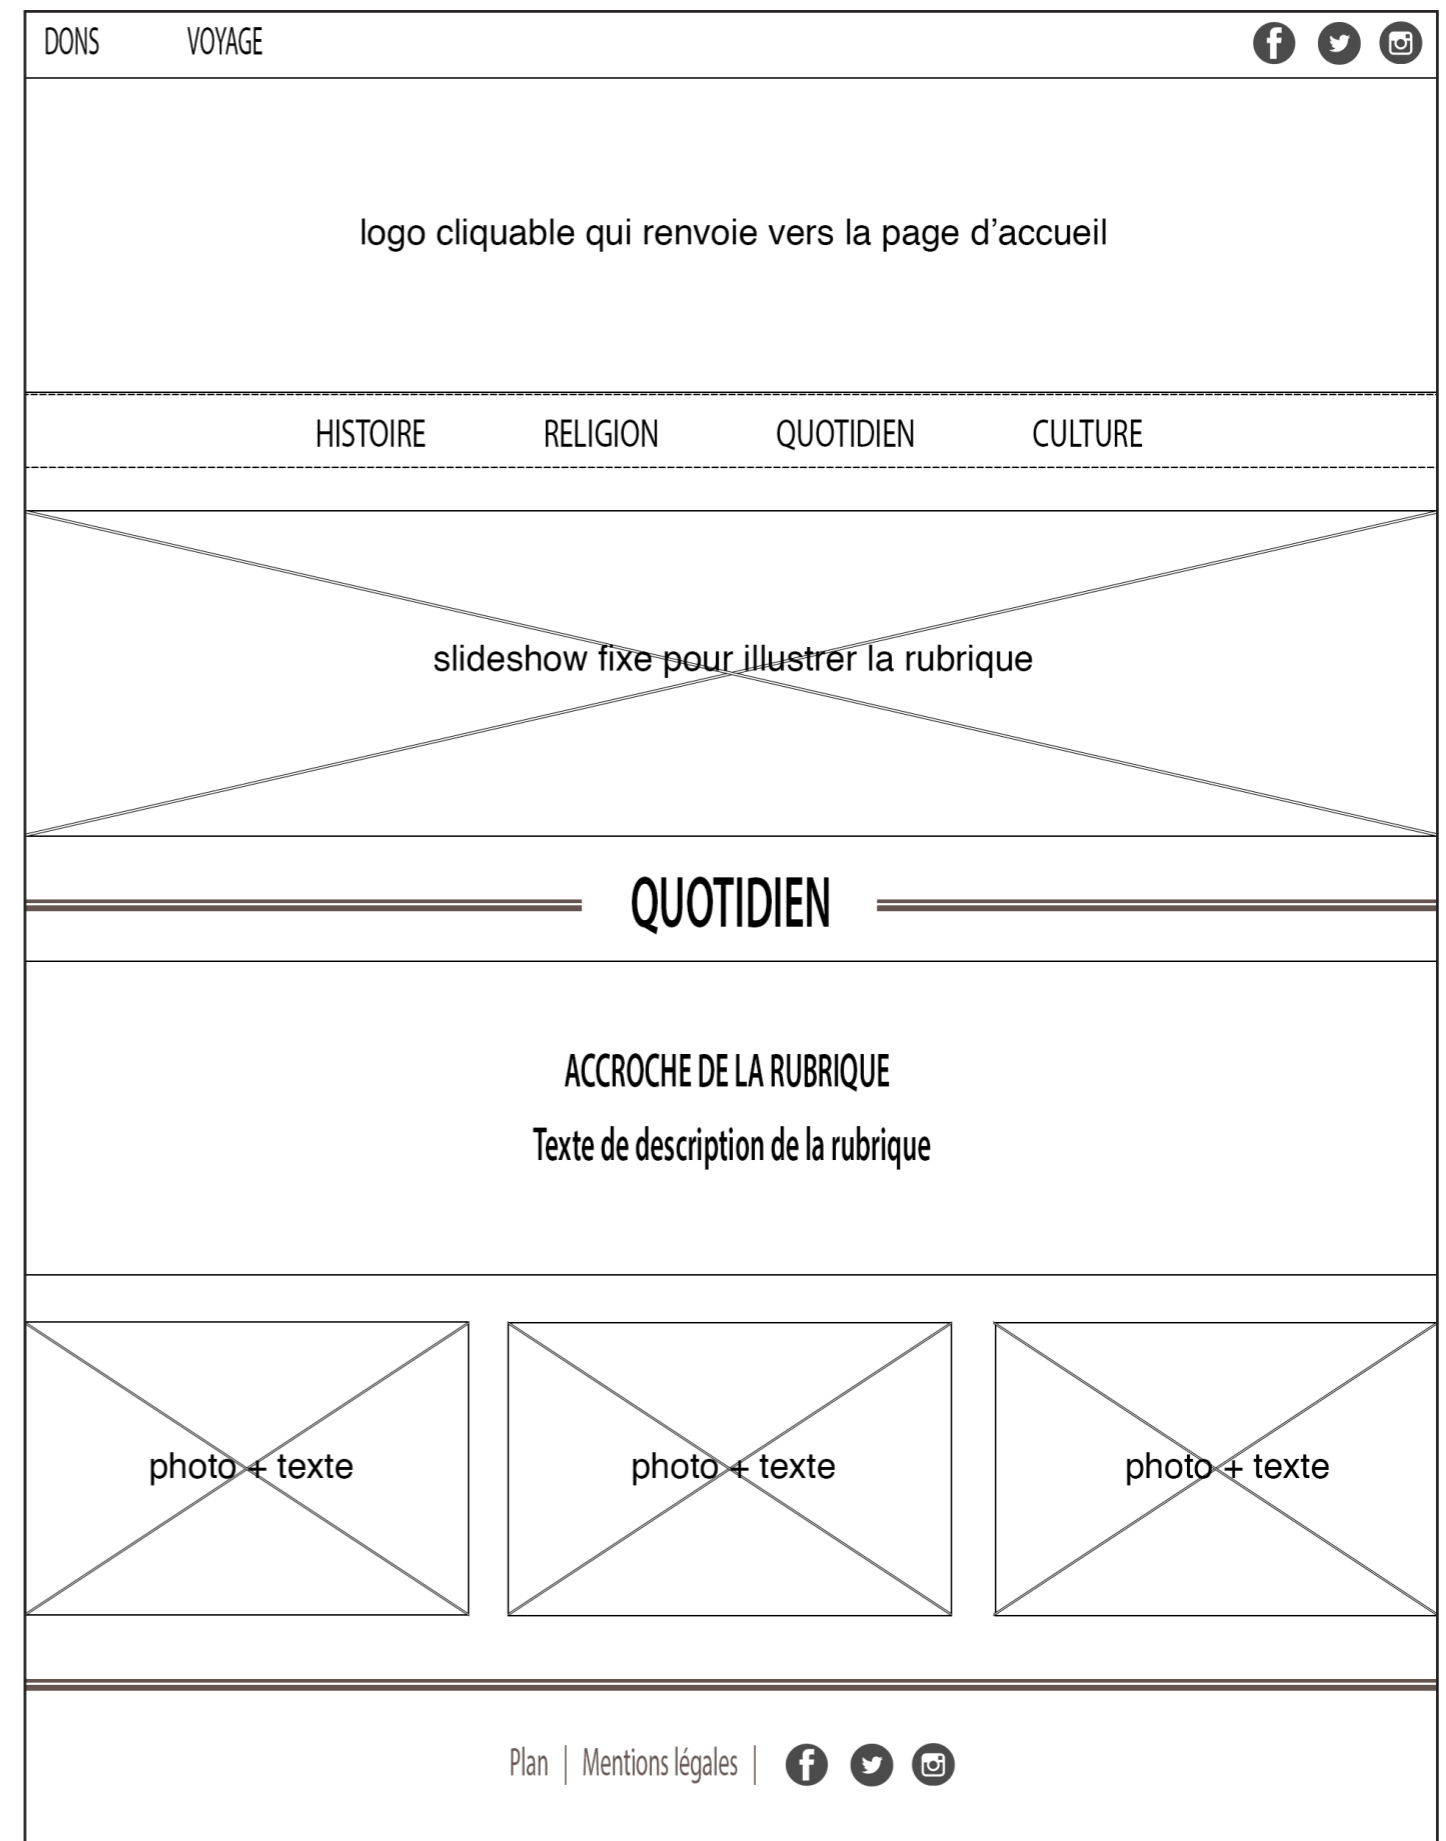 DONS VOYAGE
logo cliquable qui renvoie vers la page d’accueil
HISTOIRE RELIGION QUOTIDIEN CULTURE
slideshow fixe pour illustrer la rubrique
QUOTIDIEN
ACCROCHE DE LA RUBRIQUE
Texte de description de la rubrique
photo + texte photo + texte photo + texte
Plan | Mentions légales |